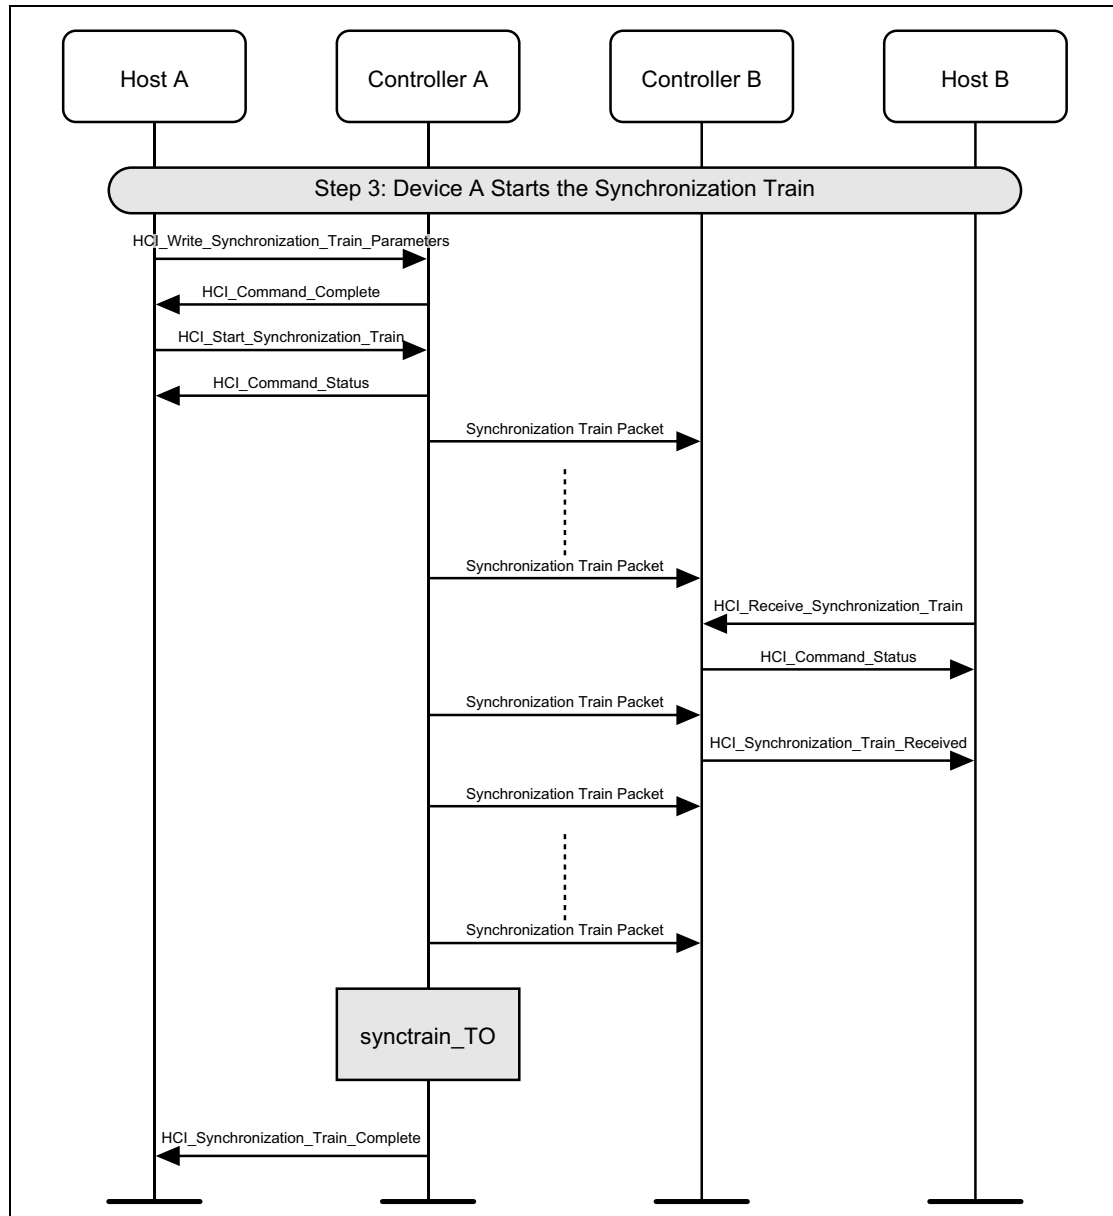 Host A
Controller A
Controller B
Host B
Step 3: Device A Starts the Synchronization Train
HCI_Write_Synchronization_Train_Parameters
HCI_Command_Complete
HCI_Start_Synchronization_Train
HCI_Command_Status
Synchronization Train Packet
Synchronization Train Packet
HCI_Receive_Synchronization_Train
HCI_Command_Status
Synchronization Train Packet
HCI_Synchronization_Train_Received
Synchronization Train Packet
Synchronization Train Packet
synctrain_TO
HCI_Synchronization_Train_Complete